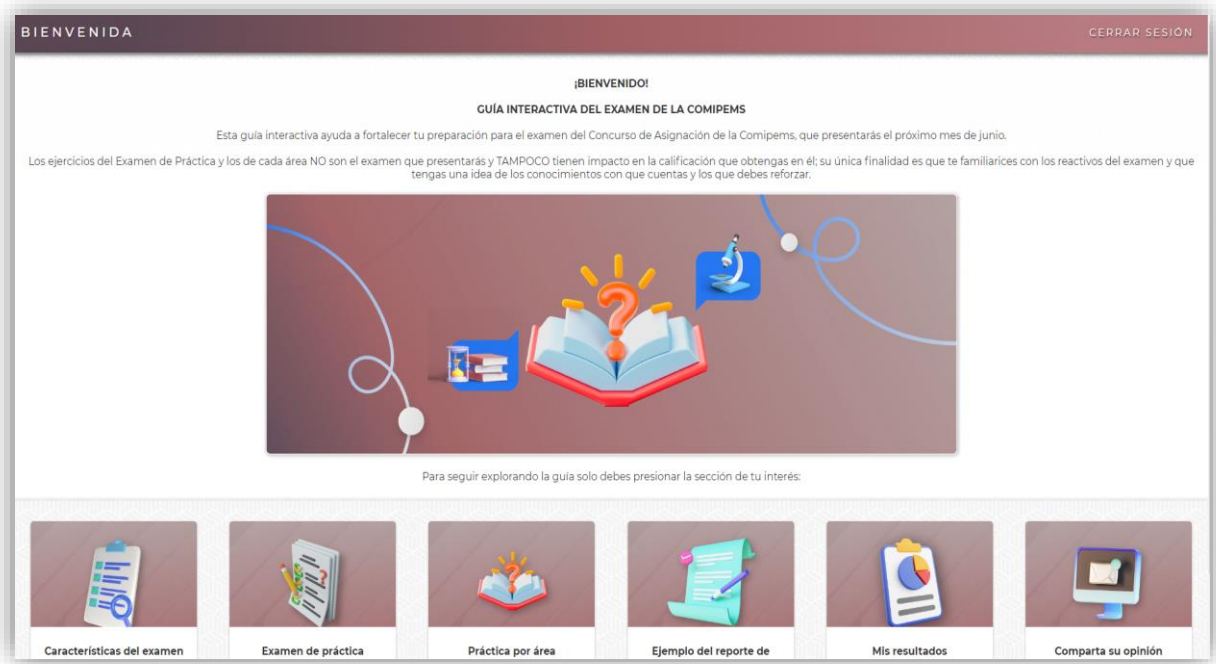 BIENVENIDA
CERRAR SESIÓN
¡BIENVENIDO!
GUÍA INTERACTIVA DEL EXAMEN DE LA COMIPEMS
Esta guía interactiva ayuda a fortalecer tu preparación para el examen del Concurso de Asignación de la Comipems, que presentarás el próximo mes de junio.
Los ejercicios del Examen de Práctica y los de cada área NO son el examen que presentarás y TAMPOCO tienen impacto en la calificación que obtengas en él; su única finalidad es que te familiarices con los reactivos del examen y que
tengas una idea de los conocimientos con que cuentas y los que debes reforzar.
Para seguir explorando la guía solo debes presionar la sección de tu interés:
Características del examen
Examen de práctica
Práctica por área
Ejemplo del reporte de
Mis resultados
Comparta su opinión